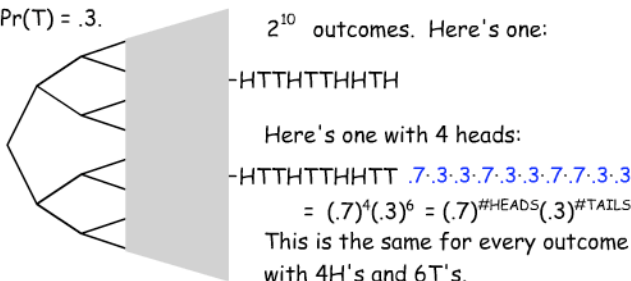 Pr(T) = .3.
2¹⁰ outcomes. Here's one:
-HTTHTTHHTH
Here's one with 4 heads:
-HTTHTTHHTT .7·.3·.3·.7·.3·.3·.7·.7·.3·.3
= (.7)⁴(.3)⁶ = (.7)^#HEADS(.3)^#TAILS
This is the same for every outcome
with 4H's and 6T's.